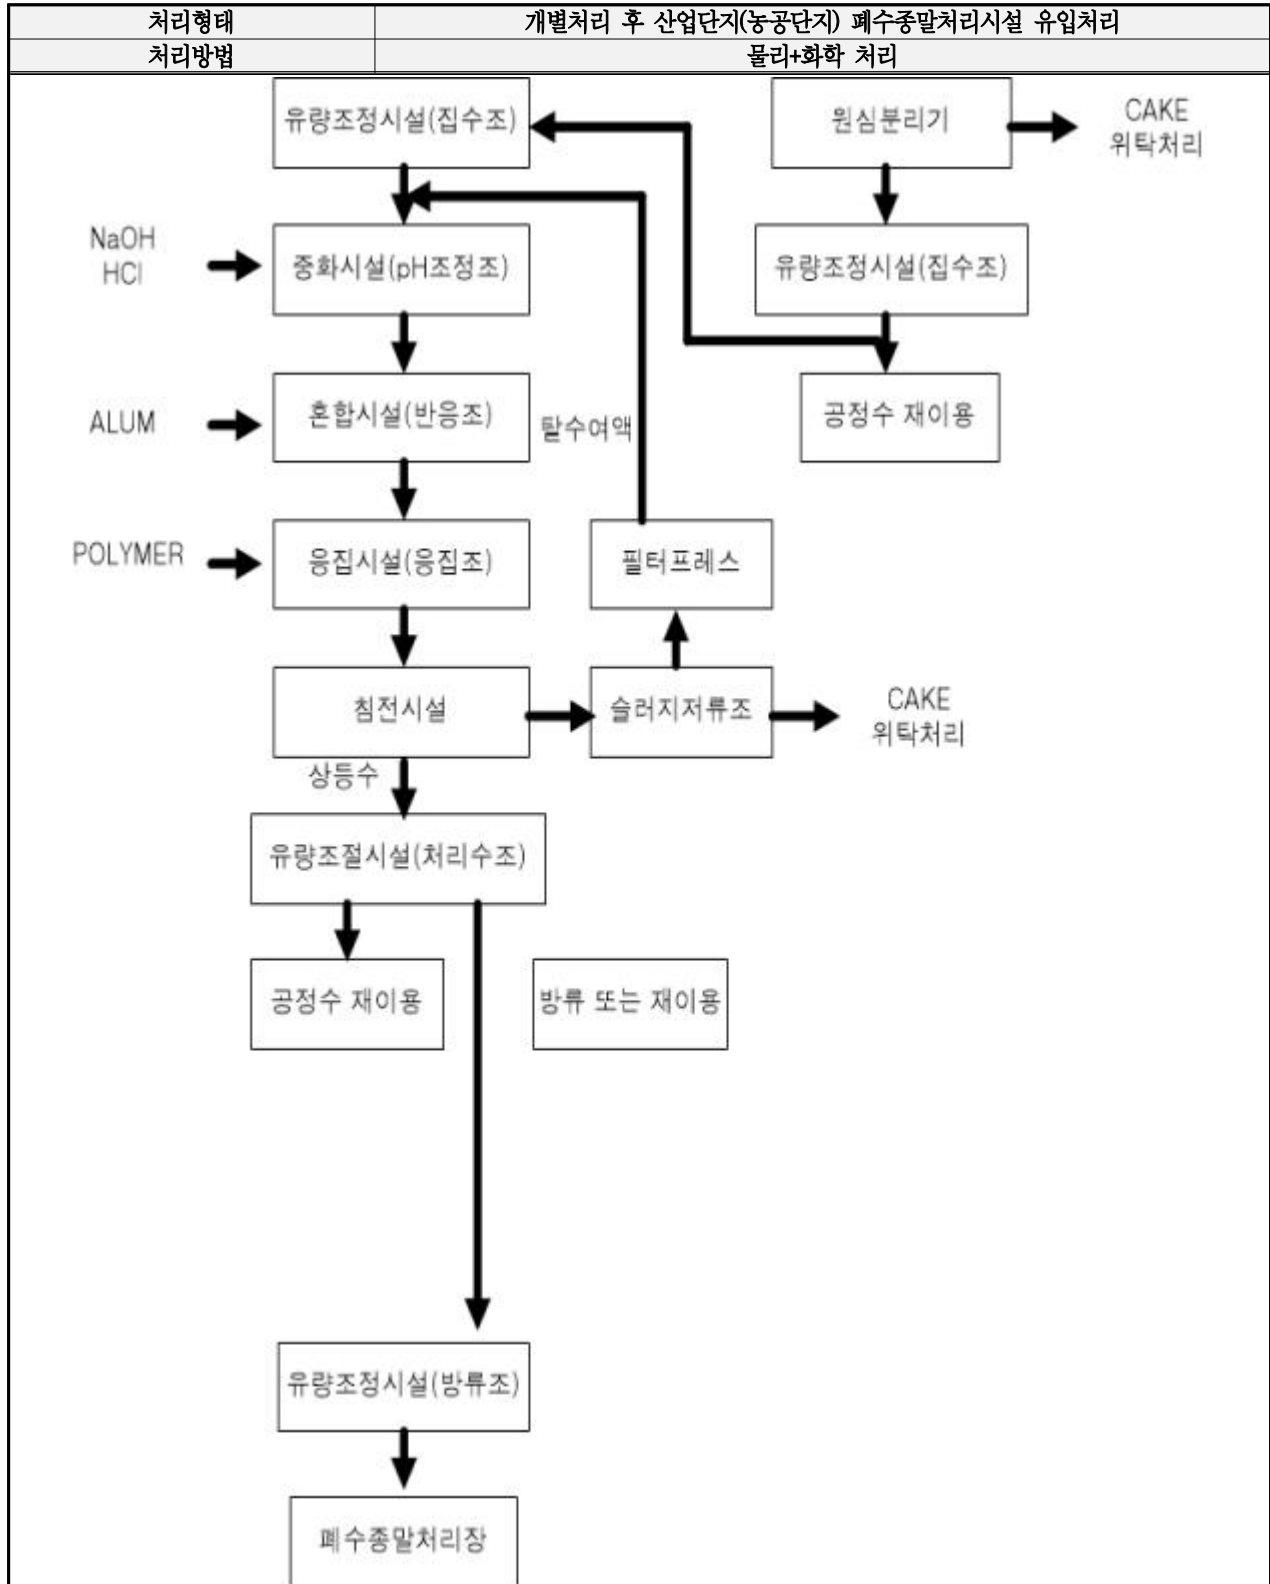 처리형태
개별처리 후 산업단지(농공단지) 폐수종말처리시설 유입처리
처리방법
물리+화학 처리
유량조정시설(집수조)
원심분리기
CAKE
위탁처리
NaOH
HCl
중화시설(pH조정조)
유량조정시설(집수조)
ALUM
혼합시설(반응조)
탈수여액
공정수 재이용
POLYMER
응집시설(응집조)
필터프레스
침전시설
슬러지저류조
CAKE
위탁처리
상등수
유량조절시설(처리수조)
공정수 재이용
방류 또는 재이용
유량조정시설(방류조)
폐수종말처리장